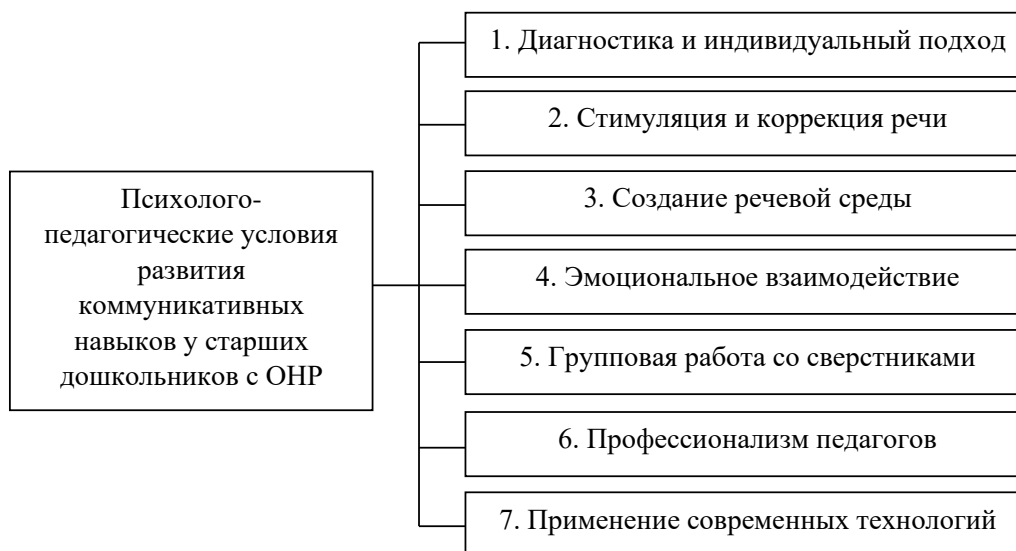 1. Диагностика и индивидуальный подход
2. Стимуляция и коррекция речи
3. Создание речевой среды
Психолого-
педагогические условия
развития
коммуникативных
навыков у старших
дошкольников с ОНР
4. Эмоциональное взаимодействие
5. Групповая работа со сверстниками
6. Профессионализм педагогов
7. Применение современных технологий